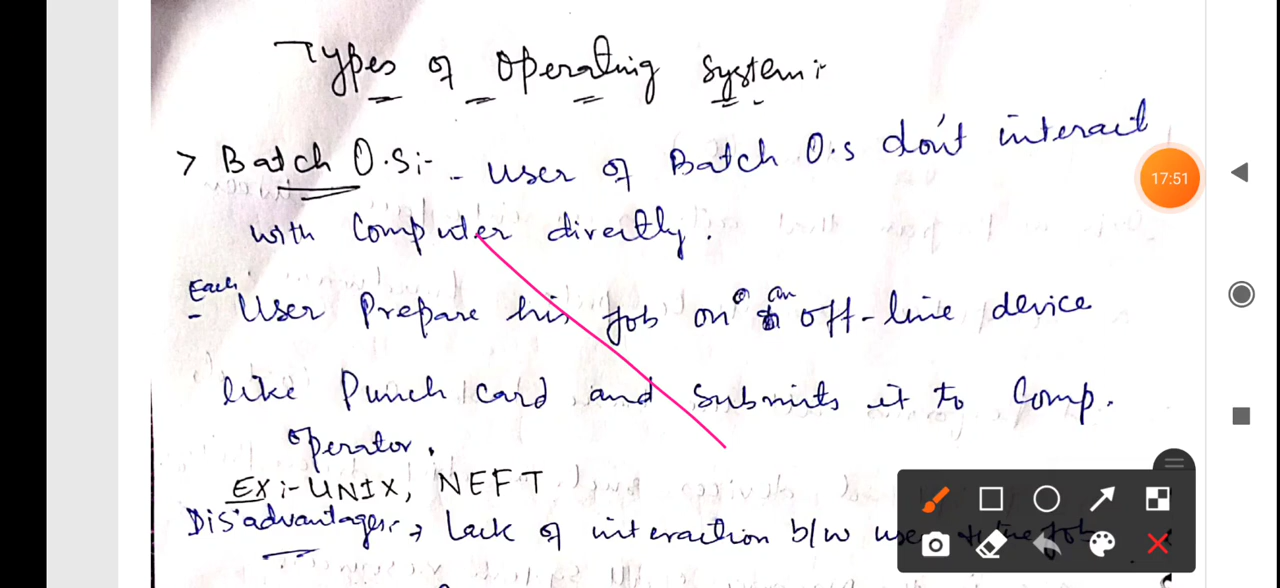 Types of Operating System :-
> Batch O.S :- - User of Batch O.S don't interact
with Computer directly.
- Each User Prepare his job on an off-line device
like Punch card and submits it to Comp.
operator.
Ex :- UNIX, NEFT
Disadvantages :- → Lack of interaction b/w user
17:51